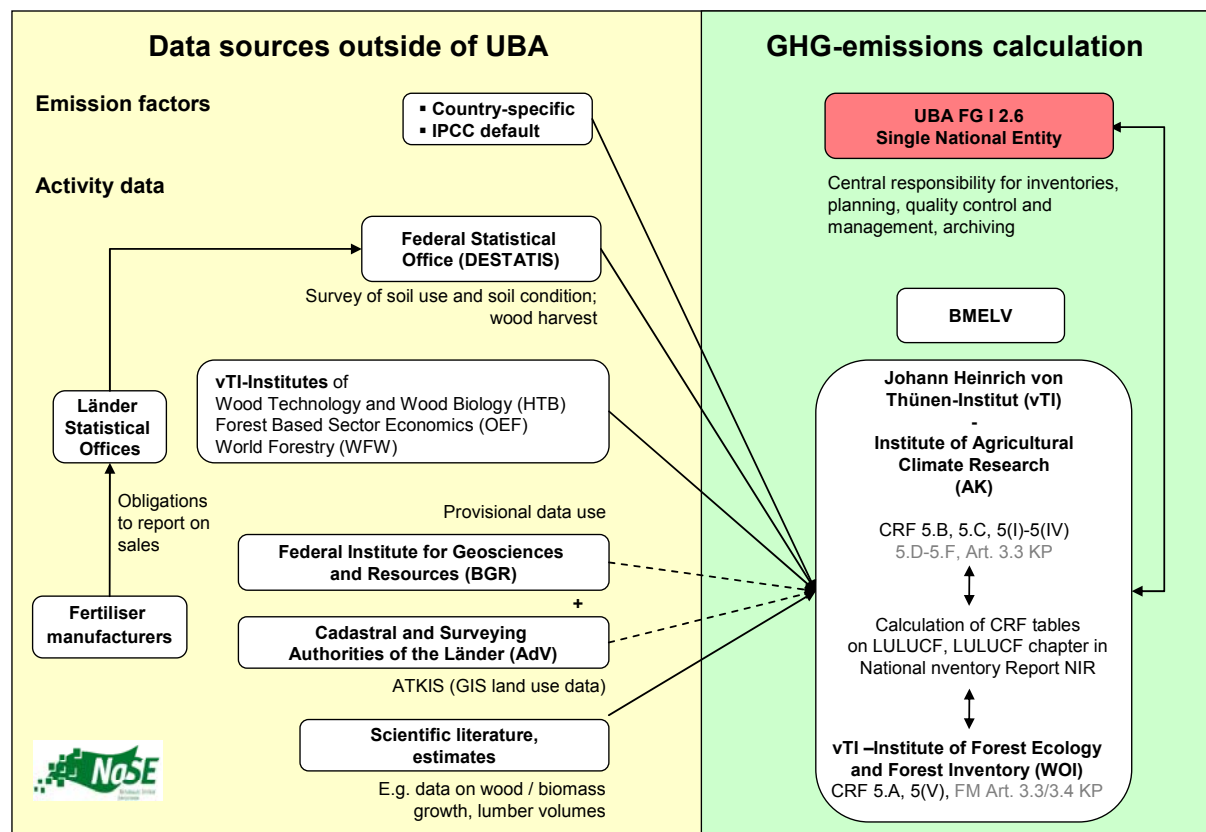 Data sources outside of UBA
GHG-emissions calculation
Emission factors
▪ Country-specific
▪ IPCC default
UBA FG I 2.6
Single National Entity
Central responsibility for inventories,
planning, quality control and
management, archiving
Activity data
Federal Statistical
Office (DESTATIS)
Survey of soil use and soil condition;
wood harvest
BMELV
vTI-Institutes of
Wood Technology and Wood Biology (HTB)
Forest Based Sector Economics (OEF)
World Forestry (WFW)
Länder
Statistical
Offices
Obligations
to report on
sales
Fertiliser
manufacturers
Provisional data use
Federal Institute for Geosciences
and Resources (BGR)
+
Cadastral and Surveying
Authorities of the Länder (AdV)
ATKIS (GIS land use data)
Scientific literature,
estimates
E.g. data on wood / biomass
growth, lumber volumes
Johann Heinrich von
Thünen-Institut (vTI)
-
Institute of Agricultural
Climate Research
(AK)
CRF 5.B, 5.C, 5(I)-5(IV)
5.D-5.F, Art. 3.3 KP
Calculation of CRF tables
on LULUCF, LULUCF chapter in
National nventory Report NIR
vTI –Institute of Forest Ecology
and Forest Inventory (WOI)
CRF 5.A, 5(V), FM Art. 3.3/3.4 KP
NaSE